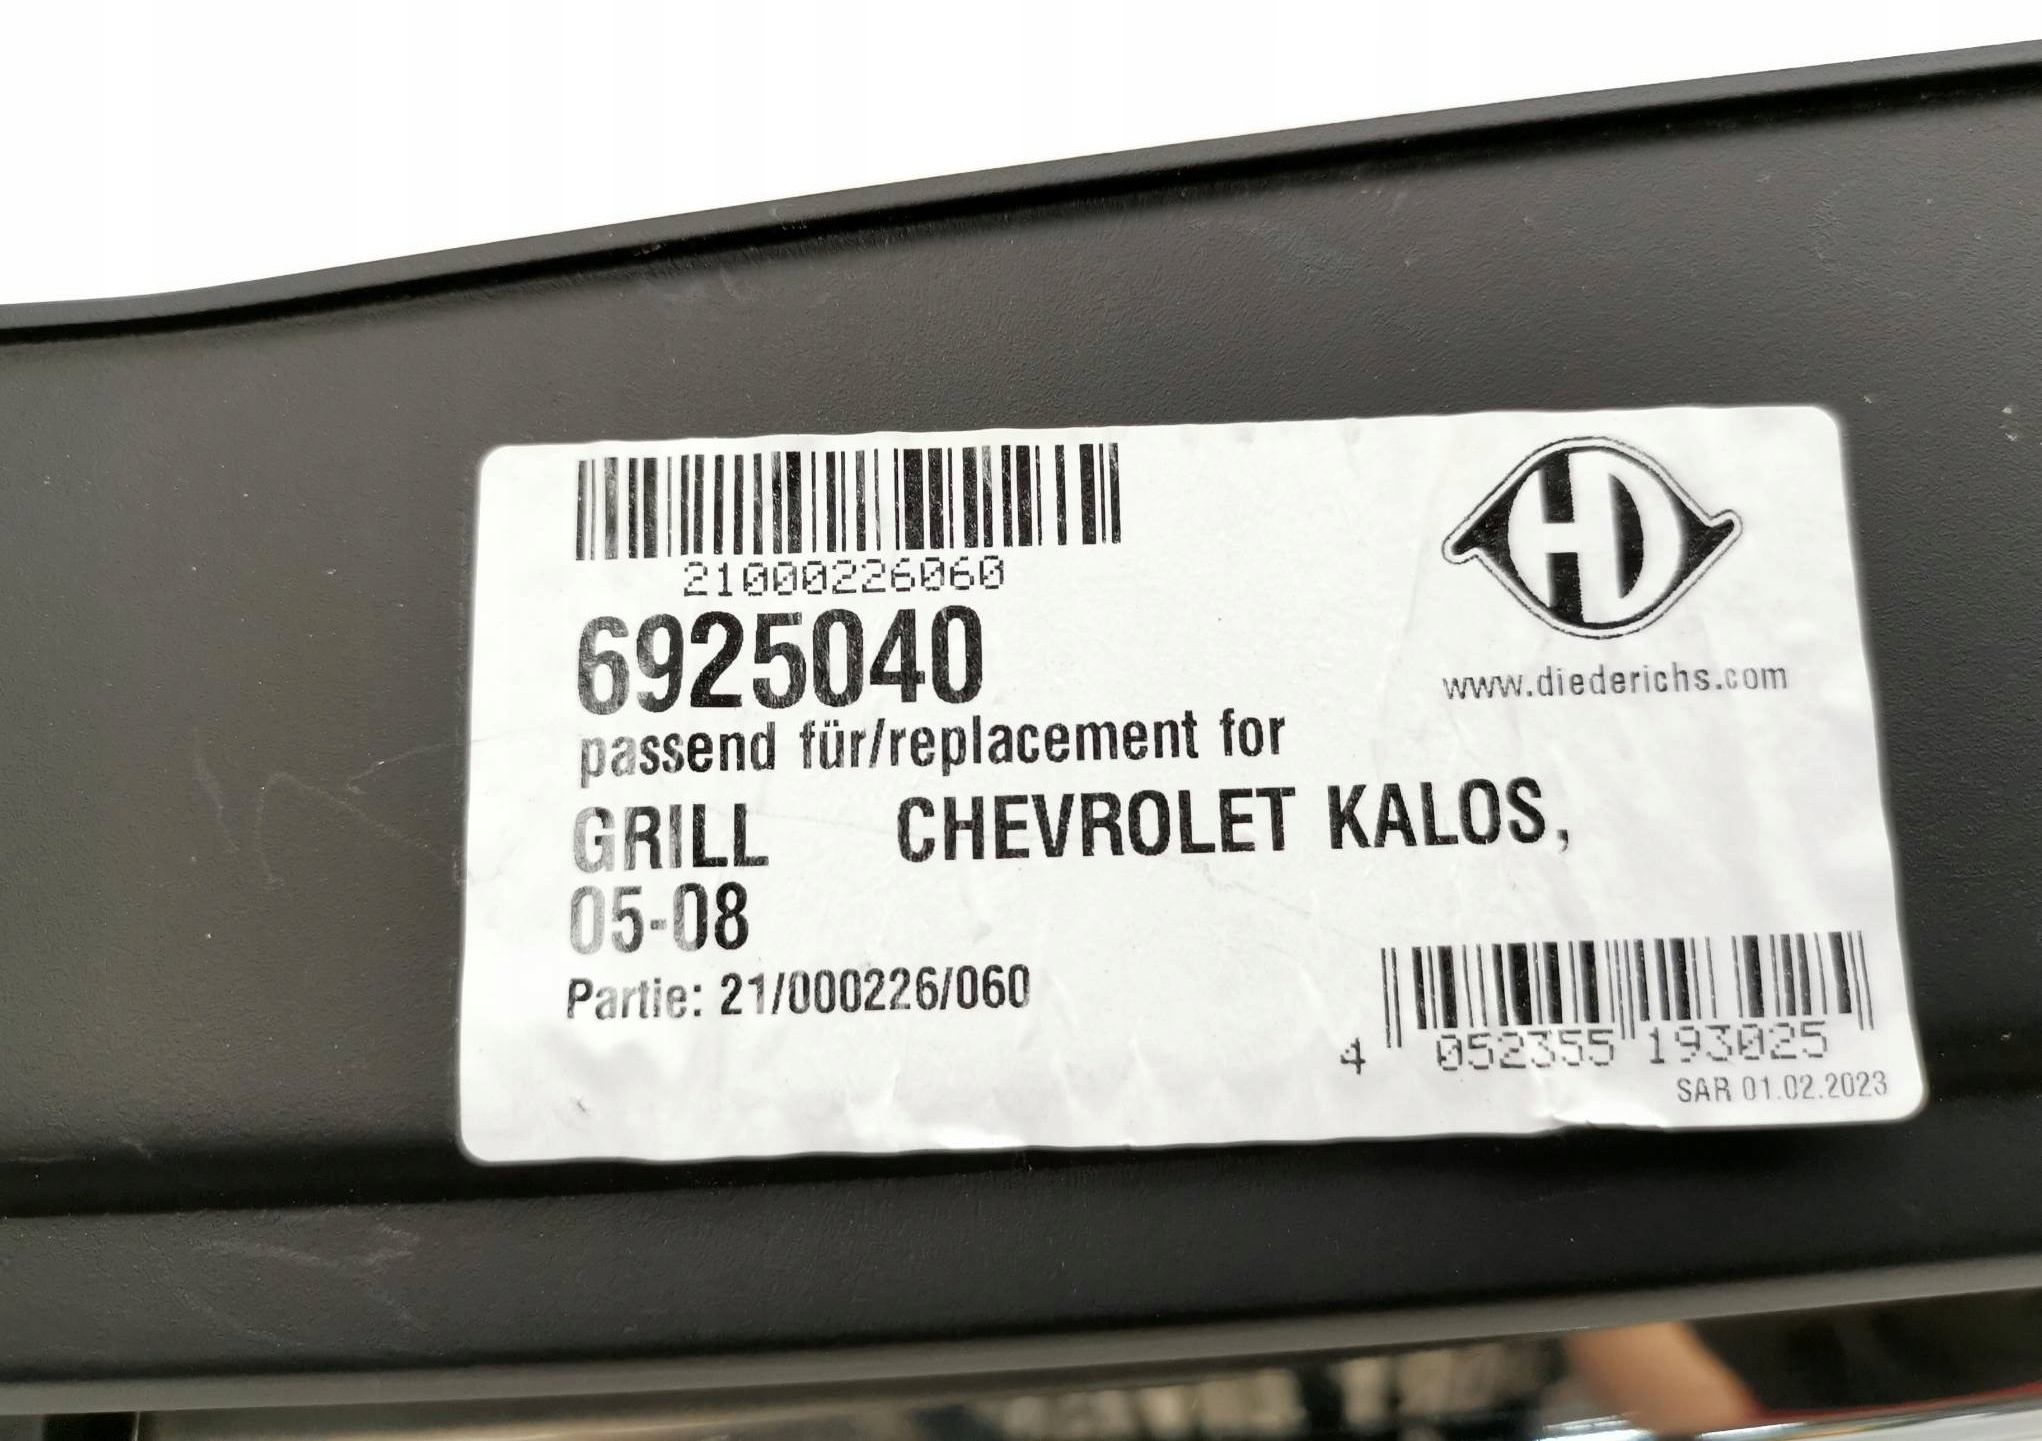 21000226060
HD
www.diederichs.com
6925040
passend für/replacement for
GRILL CHEVROLET KALOS,
05-08
Partie: 21/000226/060
4 052355 193025
SAR 01.02.2023